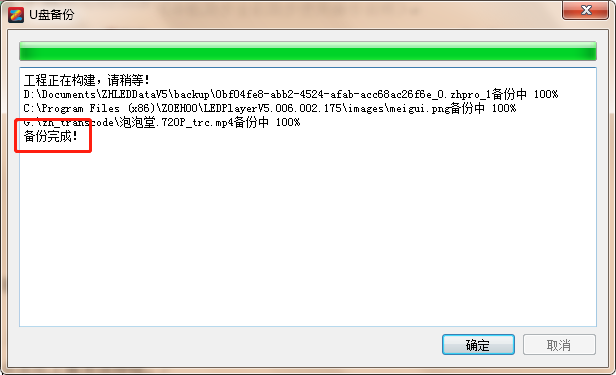 U盘备份
工程正在构建，请稍等！
D:\Documents\ZHLEDDataV5\backup\0bf04fe8-abb2-4524-afab-acc68ac26f6e_0.zhpro_1备份中 100%
C:\Program Files (x86)\ZOEHOO\LEDPlayerV5.006.002.175\images\meigui.png备份中 100%
G:\zh_transcode\泡泡堂.720P_trc.mp4备份中 100%
备份完成！
确定
取消